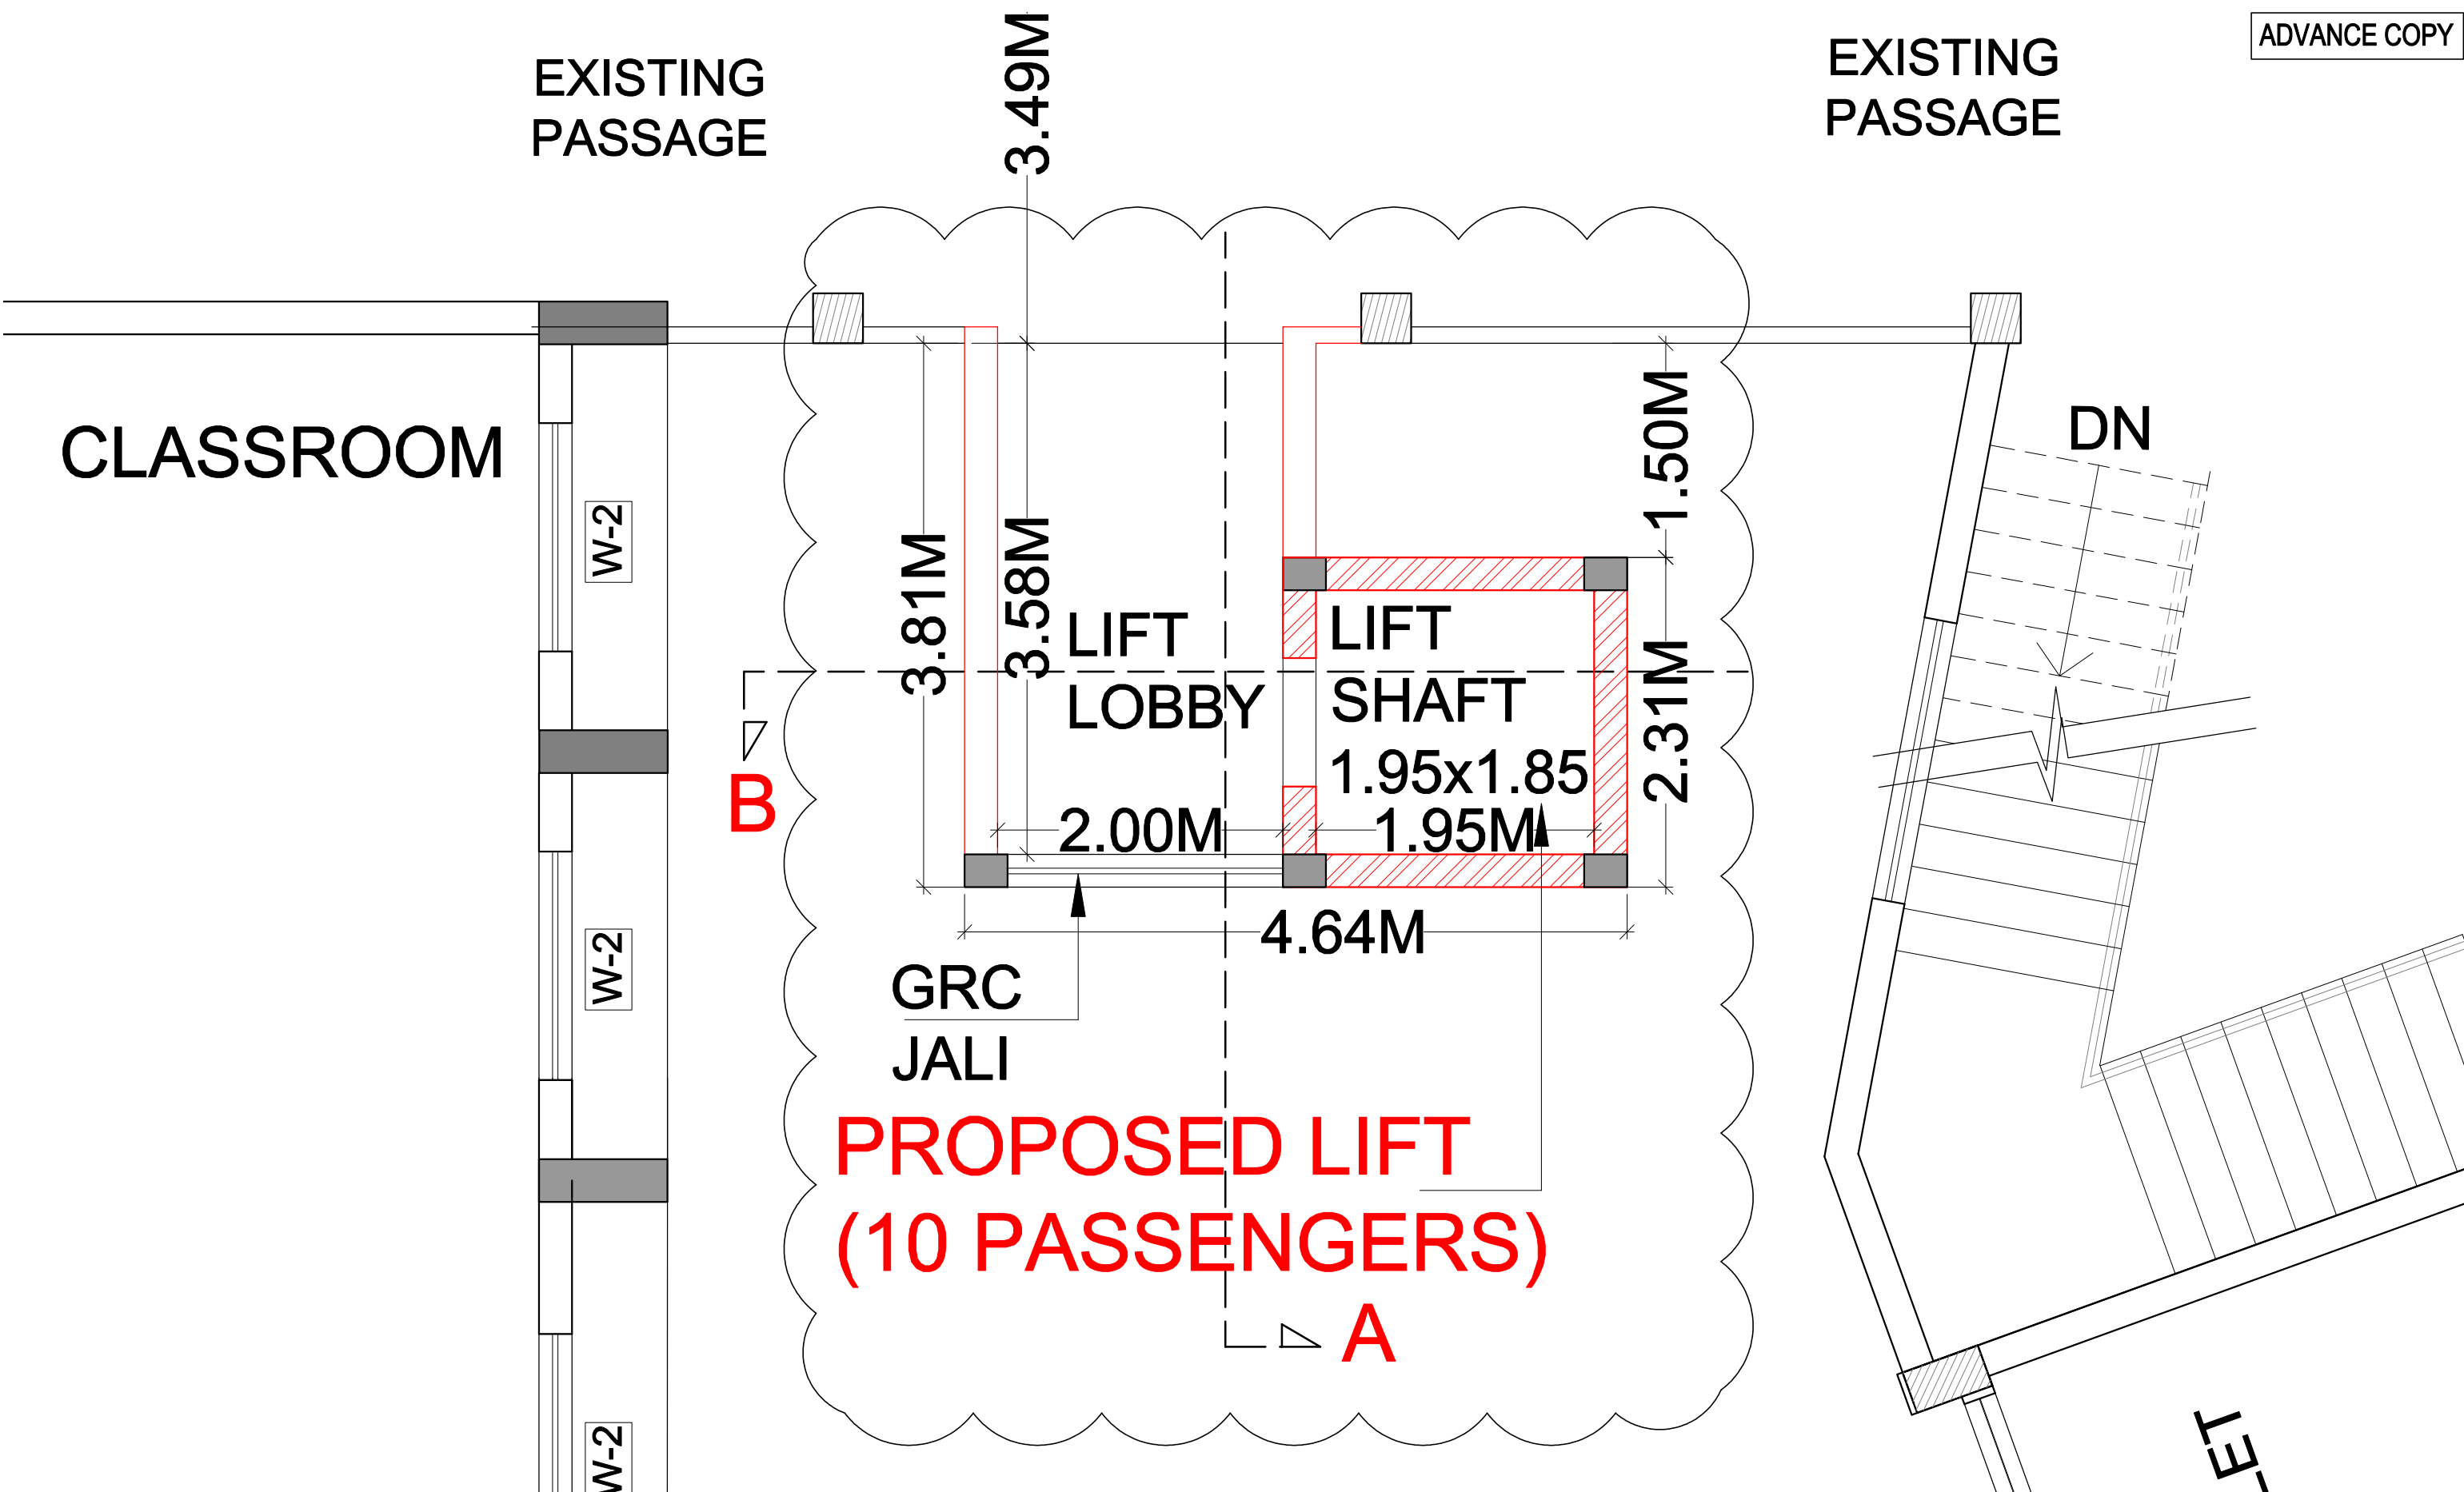 ADVANCE COPY
EXISTING
PASSAGE
3.49M
EXISTING
PASSAGE
CLASSROOM
W-2
3.81M
3.58M
1.50M
DN
LIFT
LOBBY
LIFT
SHAFT
1.95x1.85
2.31M
B
2.00M
1.95M
4.64M
W-2
GRC
JALI
PROPOSED LIFT
(10 PASSENGERS)
A
W-2